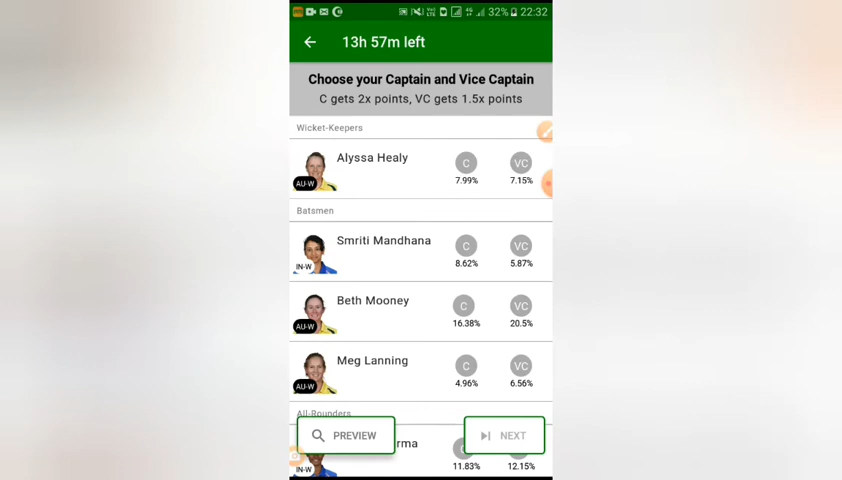 32% 22:32
13h 57m left
Choose your Captain and Vice Captain
C gets 2x points, VC gets 1.5x points
Wicket-Keepers
Alyssa Healy
C VC
AU-W
7.99% 7.15%
Batsmen
Smriti Mandhana
C VC
IN-W
8.62% 5.87%
Beth Mooney
C VC
AU-W
16.38% 20.5%
Meg Lanning
C VC
AU-W
4.96% 6.56%
All-Rounders
PREVIEW
NEXT
IN-W
11.83% 12.15%